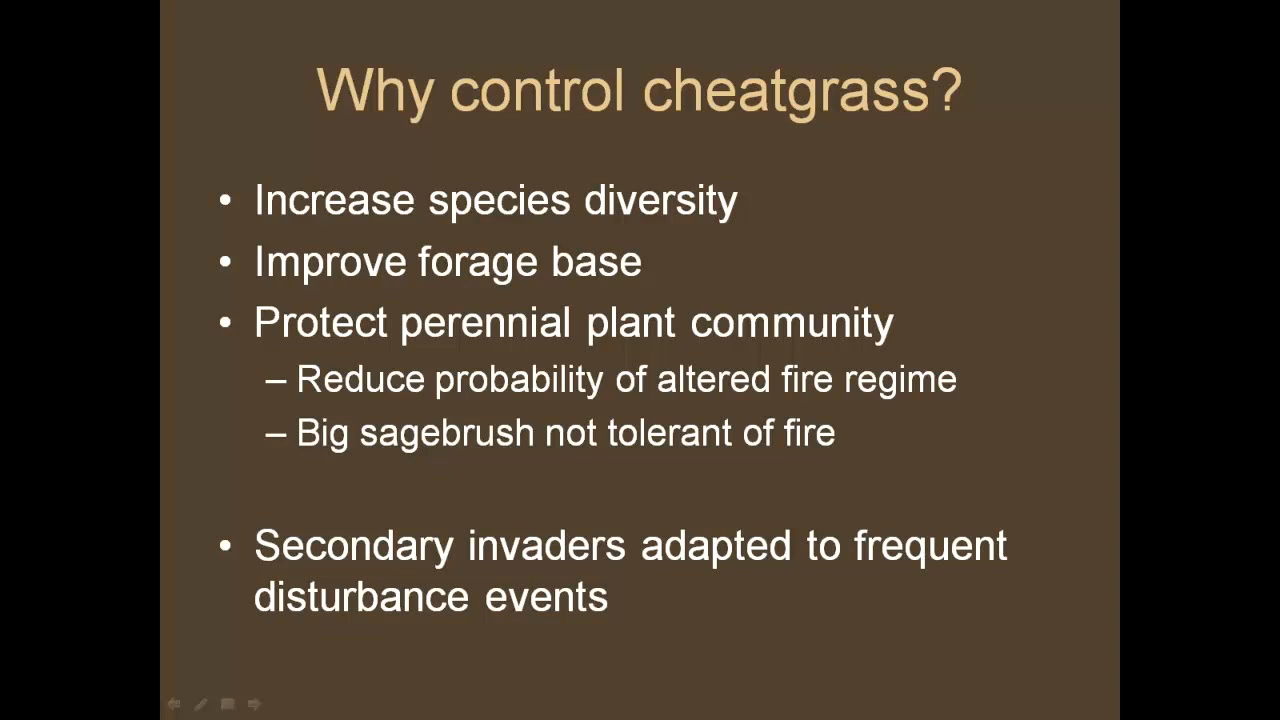 Why control cheatgrass?
• Increase species diversity
• Improve forage base
• Protect perennial plant community
– Reduce probability of altered fire regime
– Big sagebrush not tolerant of fire
• Secondary invaders adapted to frequent
disturbance events